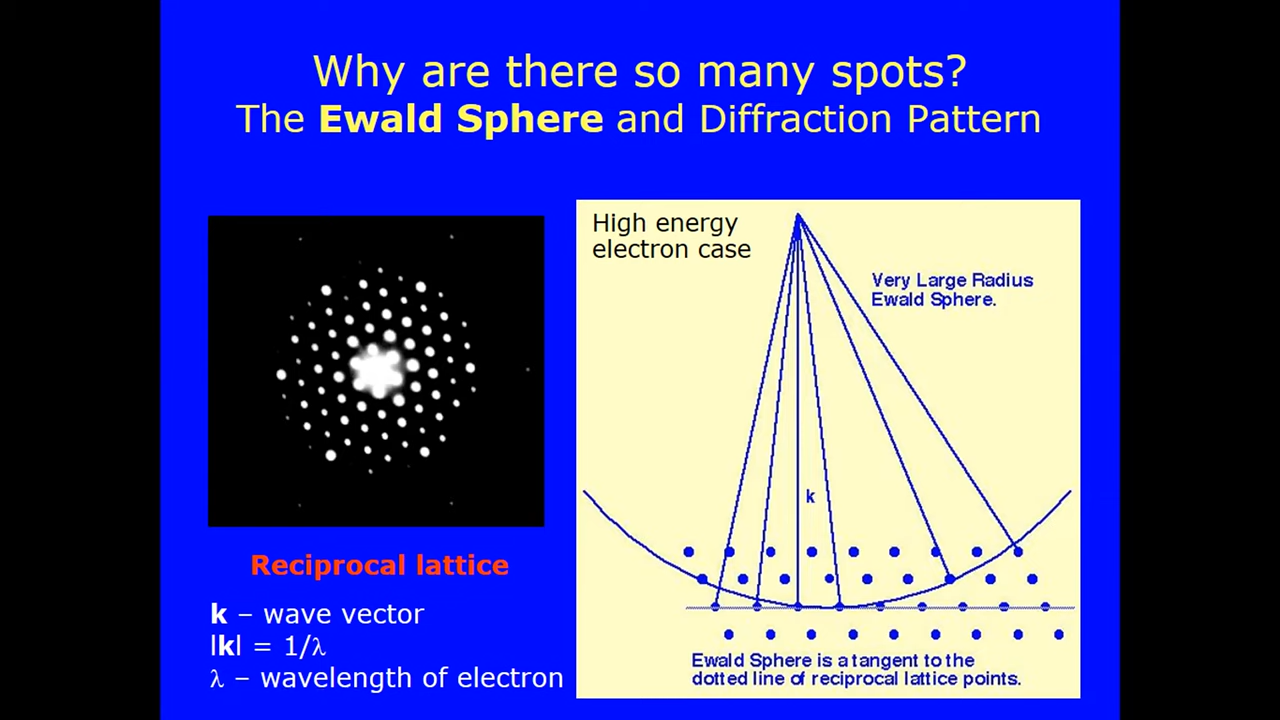 Why are there so many spots?
The Ewald Sphere and Diffraction Pattern
High energy
electron case
Very Large Radius
Ewald Sphere.
k
Ewald Sphere is a tangent to the
dotted line of reciprocal lattice points.
Reciprocal lattice
k – wave vector
|k| = 1/λ
λ – wavelength of electron